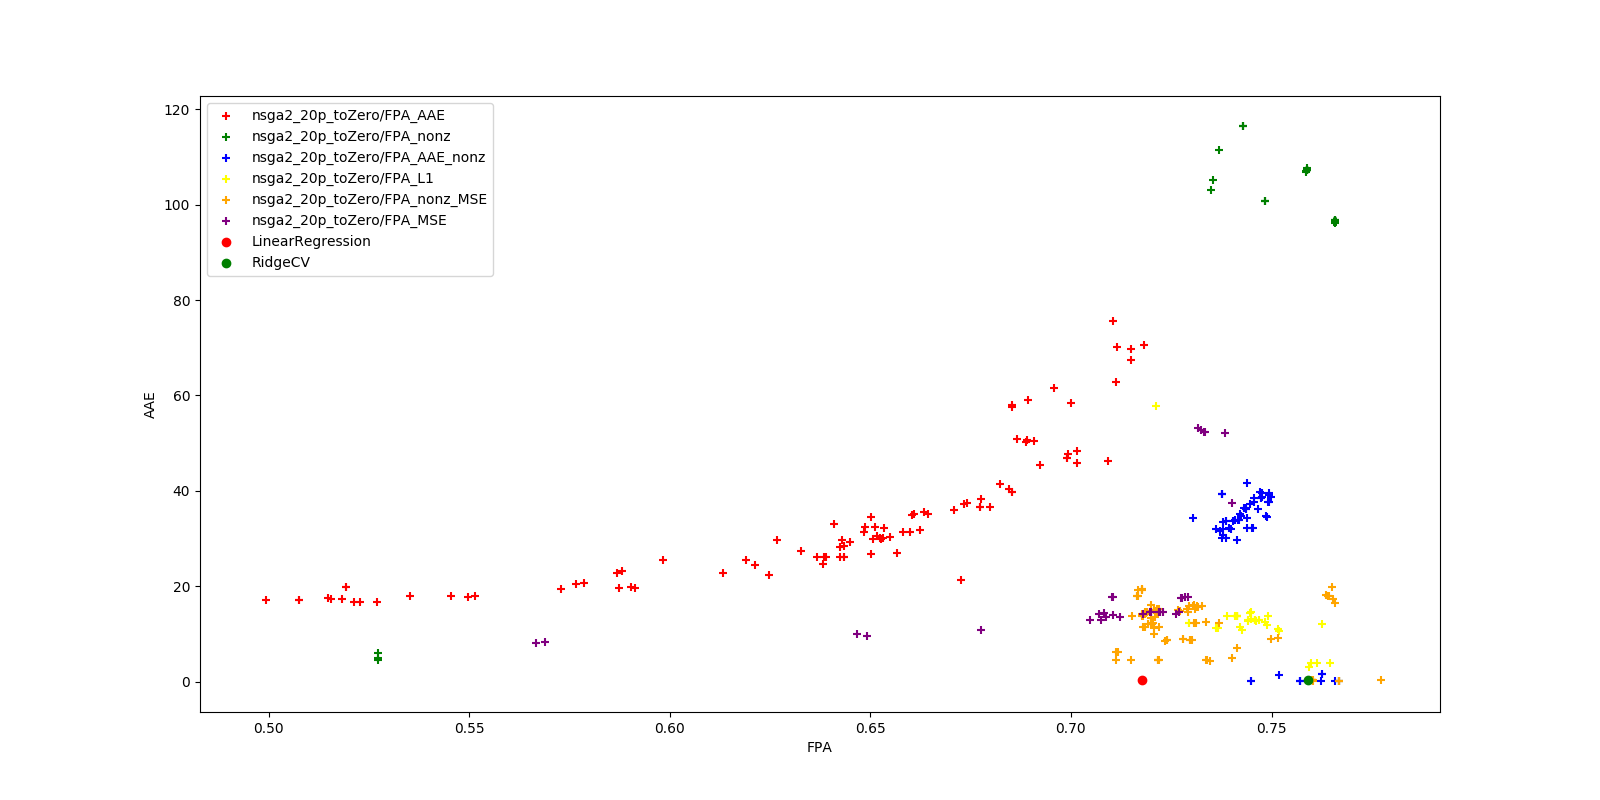 120
100
80
60
40
20
0
AAE
nsga2_20p_toZero/FPA_AAE
nsga2_20p_toZero/FPA_nonz
nsga2_20p_toZero/FPA_AAE_nonz
nsga2_20p_toZero/FPA_L1
nsga2_20p_toZero/FPA_nonz_MSE
nsga2_20p_toZero/FPA_MSE
LinearRegression
RidgeCV
0.50 0.55 0.60 0.65 0.70 0.75
FPA